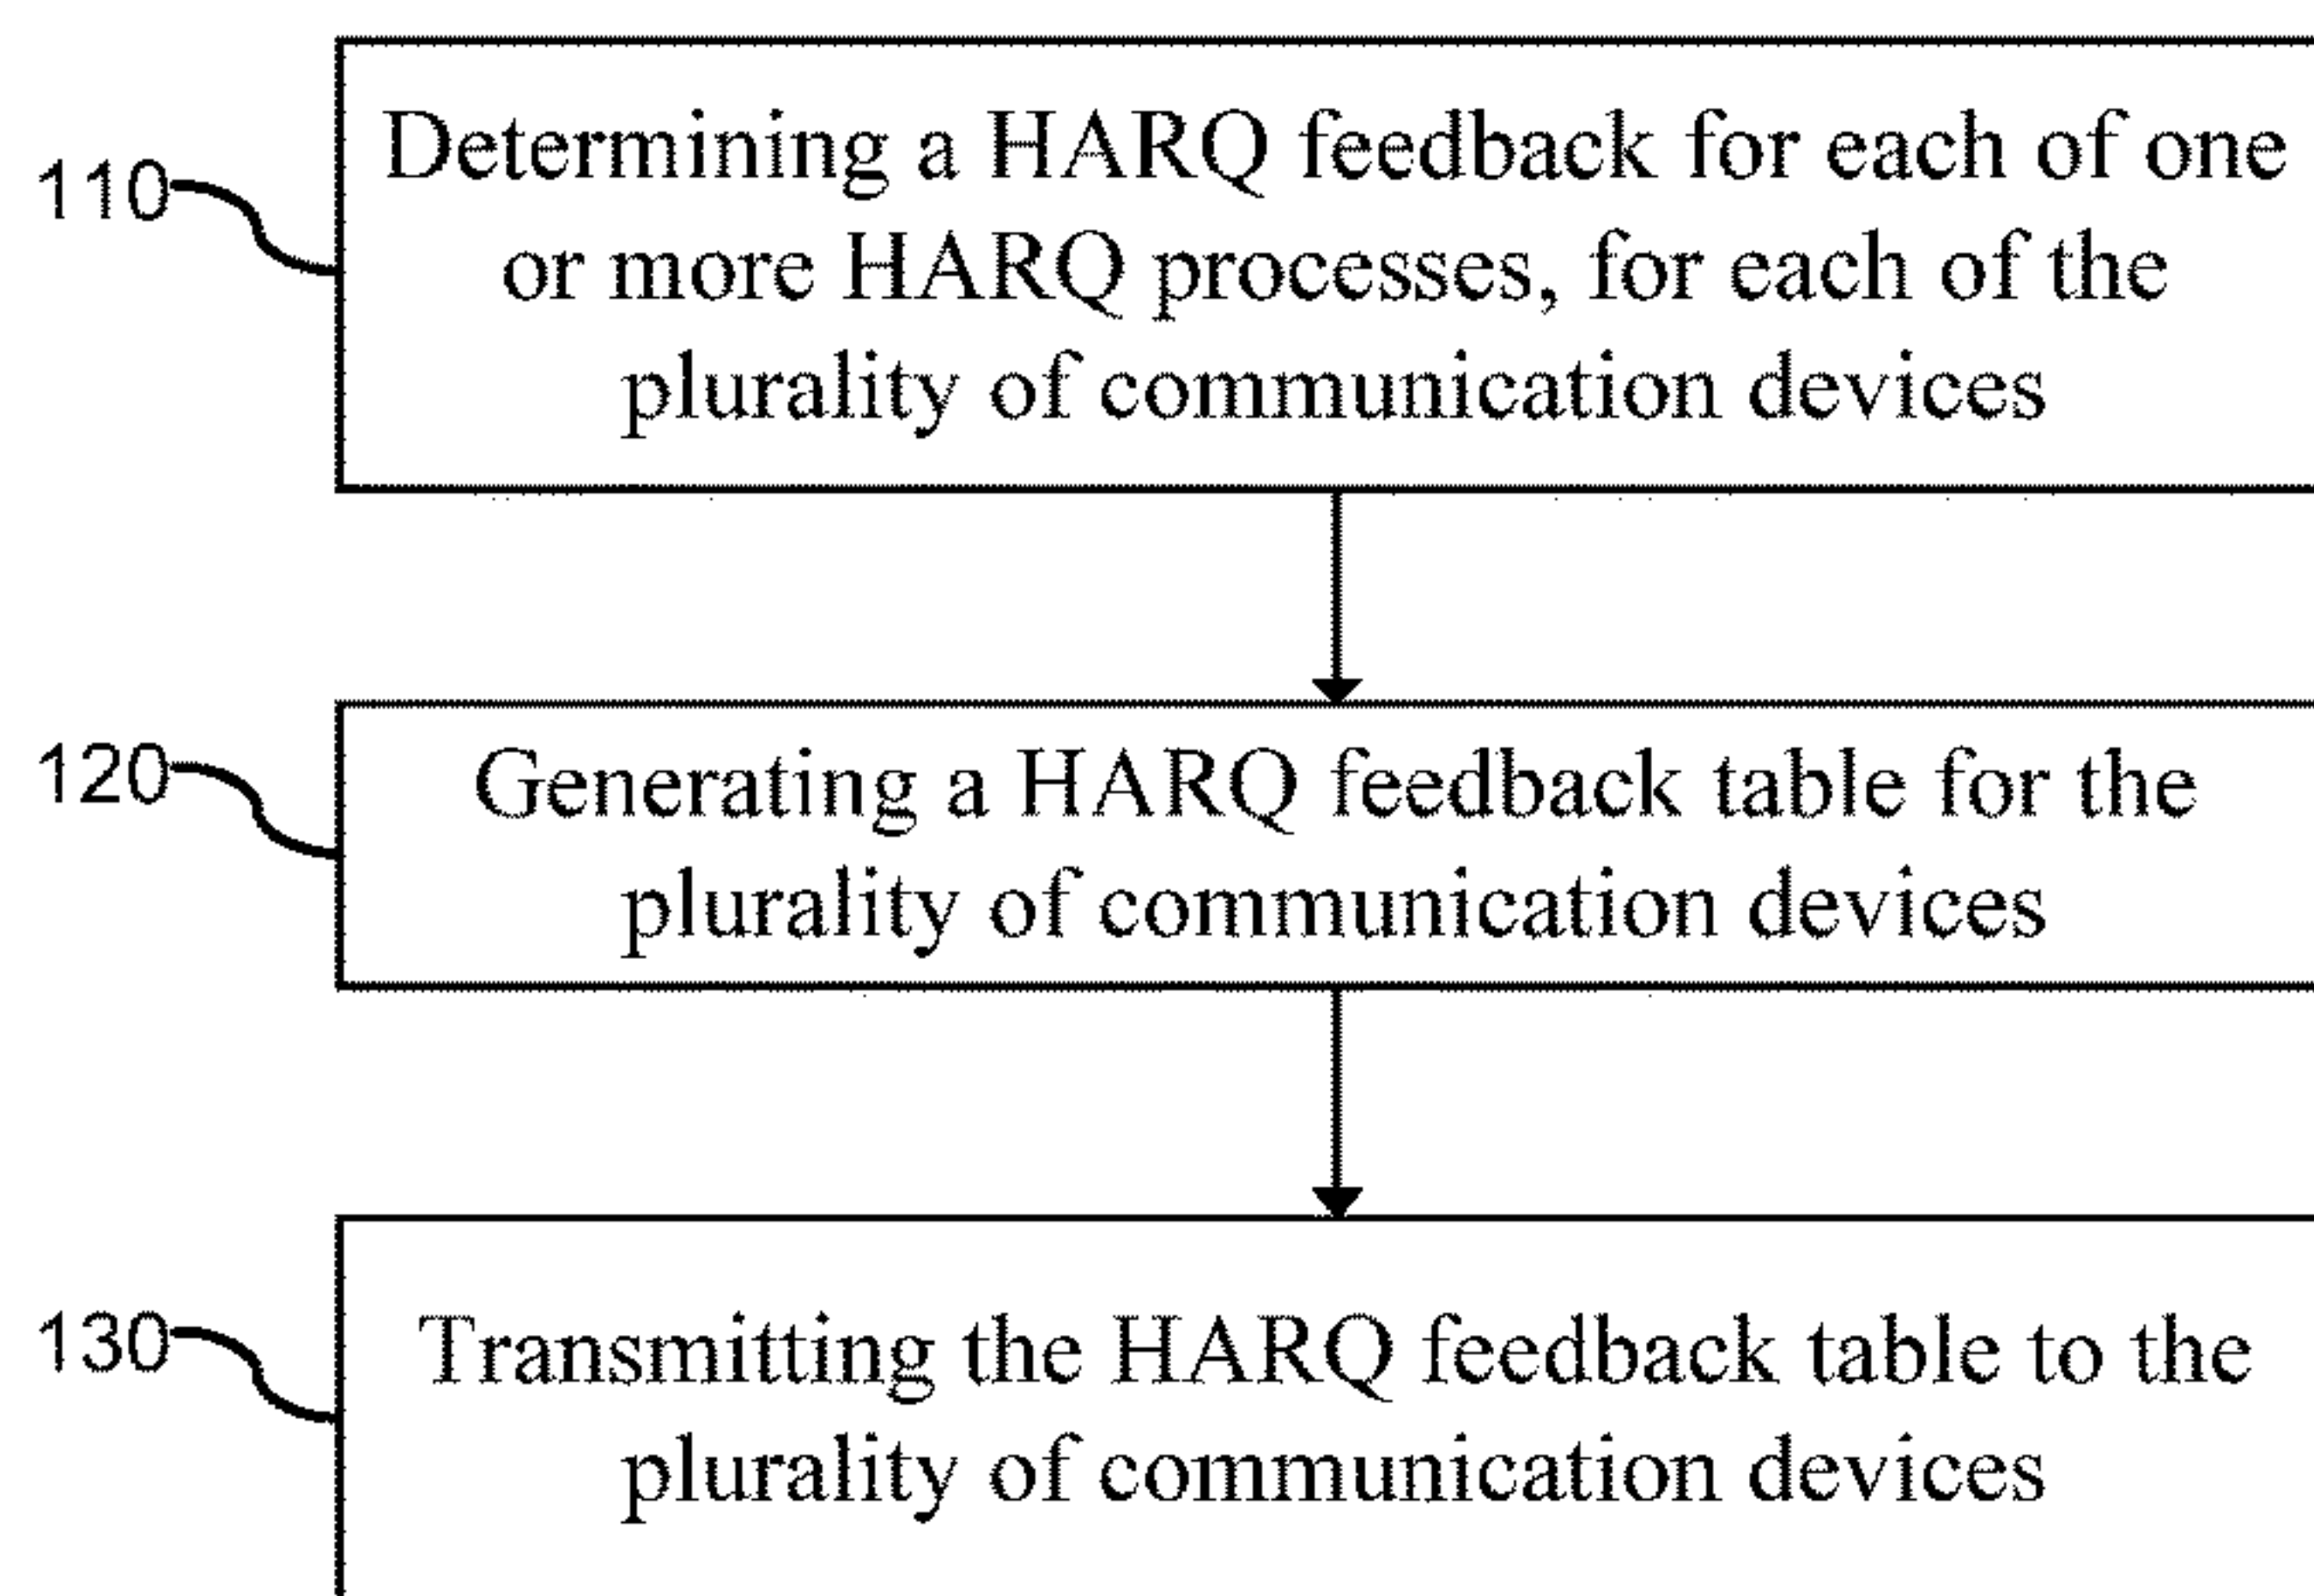 110
Determining a HARQ feedback for each of one
or more HARQ processes, for each of the
plurality of communication devices
120
Generating a HARQ feedback table for the
plurality of communication devices
130
Transmitting the HARQ feedback table to the
plurality of communication devices